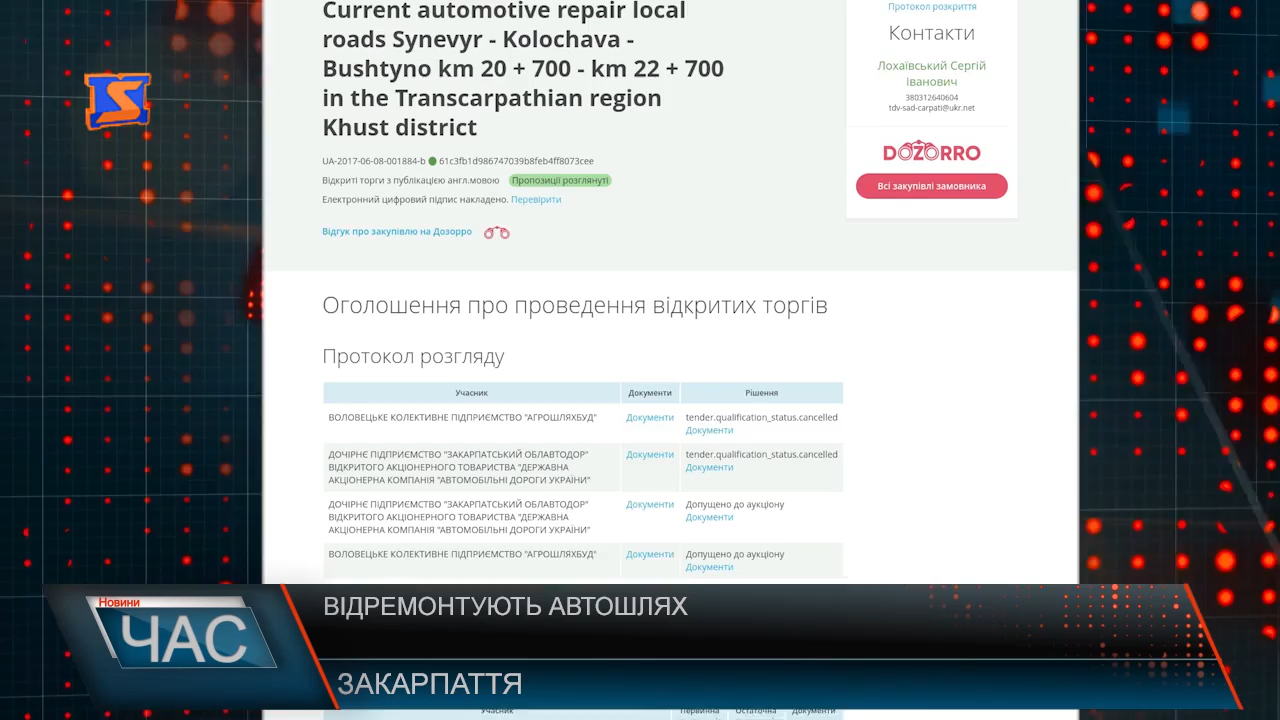 Current automotive repair local
roads Synevyr - Kolochava -
Bushtyno km 20 + 700 - km 22 + 700
in the Transcarpathian region
Khust district
UA-2017-06-08-001884-b 61c3fb1d986747039b8feb4ff8073cee
Відкриті торги з публікацією англ.мовою Пропозиції розглянуті
Електронний цифровий підпис накладено. Перевірити
Відгук про закупівлю на Дозорро
Протокол розкриття
Контакти
Лохаївський Сергій
Іванович
380312640604
tdv-sad-carpati@ukr.net
DOZORRO
Всі закупівлі замовника
Оголошення про проведення відкритих торгів
Протокол розгляду
Учасник Документи Рішення
ВОЛОВЕЦЬКЕ КОЛЕКТИВНЕ ПІДПРИЄМСТВО "АГРОШЛЯХБУД" Документи tender.qualification_status.cancelled
Документи
ДОЧІРНЄ ПІДПРИЄМСТВО "ЗАКАРПАТСЬКИЙ ОБЛАВТОДОР" Документи tender.qualification_status.cancelled
ВІДКРИТОГО АКЦІОНЕРНОГО ТОВАРИСТВА "ДЕРЖАВНА Документи
АКЦІОНЕРНА КОМПАНІЯ "АВТОМОБІЛЬНІ ДОРОГИ УКРАЇНИ"
ДОЧІРНЄ ПІДПРИЄМСТВО "ЗАКАРПАТСЬКИЙ ОБЛАВТОДОР" Документи Допущено до аукціону
ВІДКРИТОГО АКЦІОНЕРНОГО ТОВАРИСТВА "ДЕРЖАВНА Документи
АКЦІОНЕРНА КОМПАНІЯ "АВТОМОБІЛЬНІ ДОРОГИ УКРАЇНИ"
ВОЛОВЕЦЬКЕ КОЛЕКТИВНЕ ПІДПРИЄМСТВО "АГРОШЛЯХБУД" Документи Допущено до аукціону
Документи
Новини
ЧАС
ВІДРЕМОНТУЮТЬ АВТОШЛЯХ
ЗАКАРПАТТЯ
Учасник Первинна Остаточна Документи